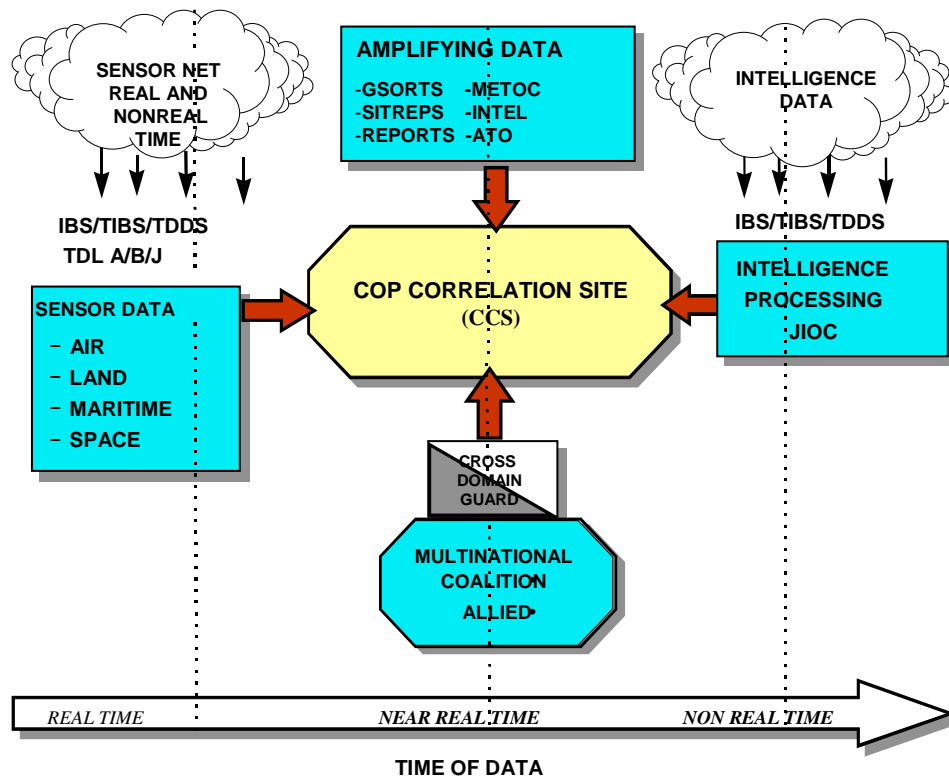 SENSOR NET
REAL AND
NONREAL
TIME
IBS/TIBS/TDDS
TDL A/B/J
SENSOR DATA
– AIR
– LAND
– MARITIME
– SPACE
AMPLIFYING DATA
-GSORTS -METOC
-SITREPS -INTEL
-REPORTS -ATO
COP CORRELATION SITE
(CCS)
CROSS
DOMAIN
GUARD
MULTINATIONAL
COALITION•
ALLIED•
INTELLIGENCE
DATA
IBS/TIBS/TDDS
INTELLIGENCE
PROCESSING
JIOC
REAL TIME NEAR REAL TIME NON REAL TIME
TIME OF DATA